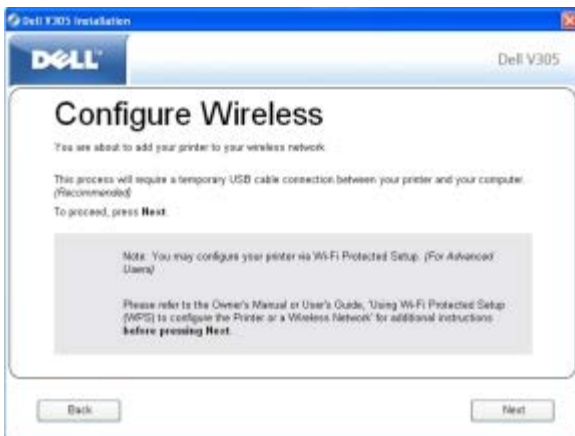 Dell V305 Installation
DELL™
Dell V305
Configure Wireless
You are about to add your printer to your wireless network.
This process will require a temporary USB cable connection between your printer and your computer.
(Recommended)
To proceed, press Next.
Note: You may configure your printer via Wi-Fi Protected Setup. (For Advanced
Users)
Please refer to the Owner's Manual or User's Guide, 'Using Wi-Fi Protected Setup
(WPS) to configure the Printer or a Wireless Network' for additional instructions
before pressing Next.
Back
Next